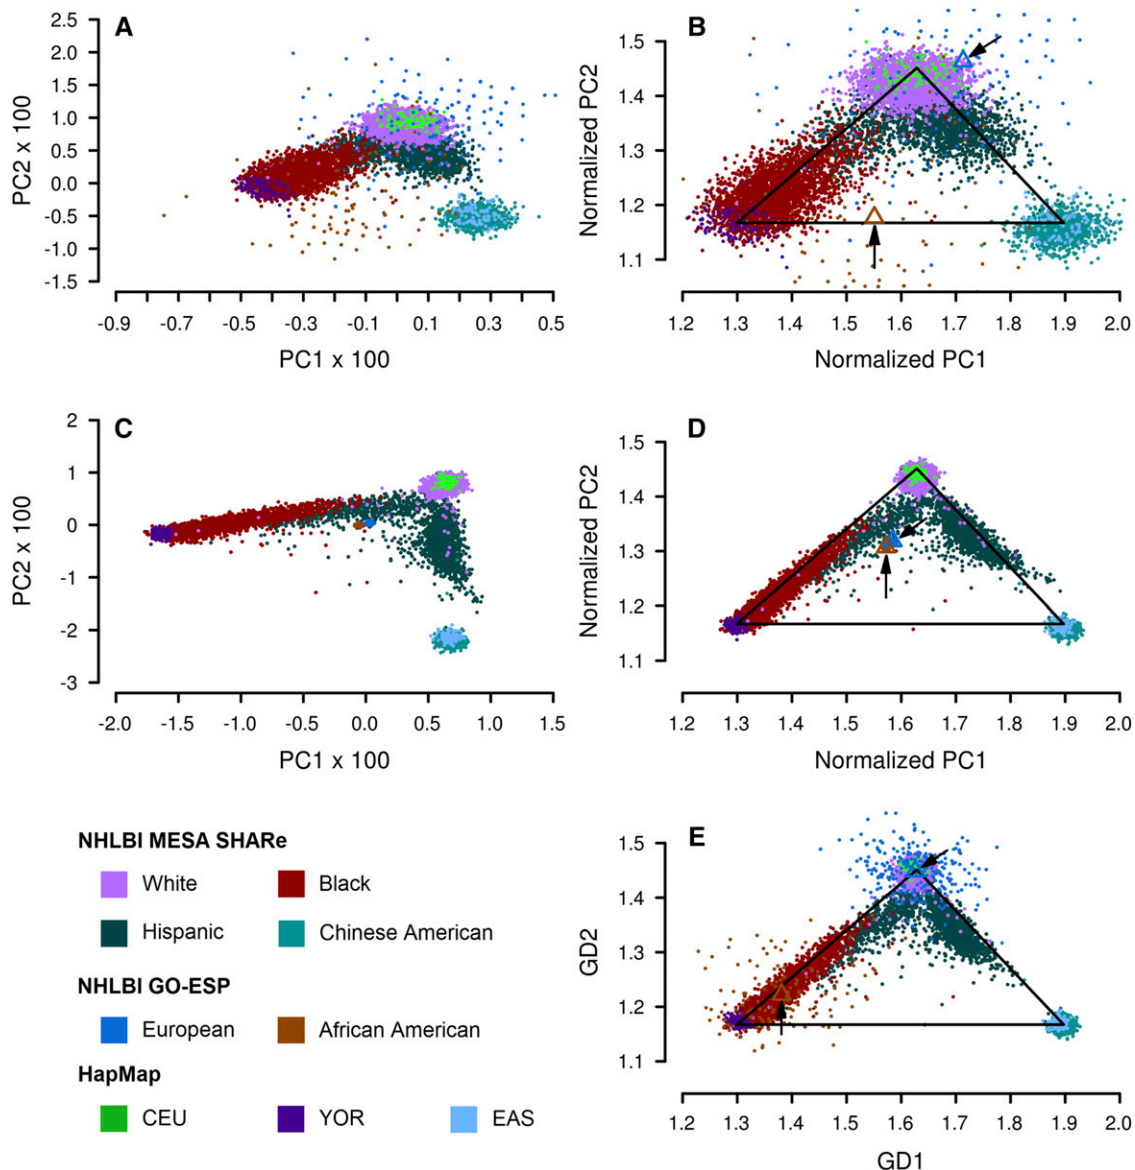 A
2.5
2.0
1.5
1.0
0.5
0.0
-0.5
-1.0
-1.5
PC2 x 100
-0.9 -0.7 -0.5 -0.3 -0.1 0.1 0.3 0.5
PC1 x 100
B
1.5
1.4
1.3
1.2
1.1
Normalized PC2
1.2 1.3 1.4 1.5 1.6 1.7 1.8 1.9 2.0
Normalized PC1
C
2
1
0
-1
-2
-3
PC2 x 100
-2.0 -1.5 -1.0 -0.5 0.0 0.5 1.0 1.5
PC1 x 100
D
1.5
1.4
1.3
1.2
1.1
Normalized PC2
1.2 1.3 1.4 1.5 1.6 1.7 1.8 1.9 2.0
Normalized PC1
NHLBI MESA SHARe
White Black
Hispanic Chinese American
NHLBI GO-ESP
European African American
HapMap
CEU YOR EAS
E
1.5
1.4
1.3
1.2
1.1
GD2
1.2 1.3 1.4 1.5 1.6 1.7 1.8 1.9 2.0
GD1